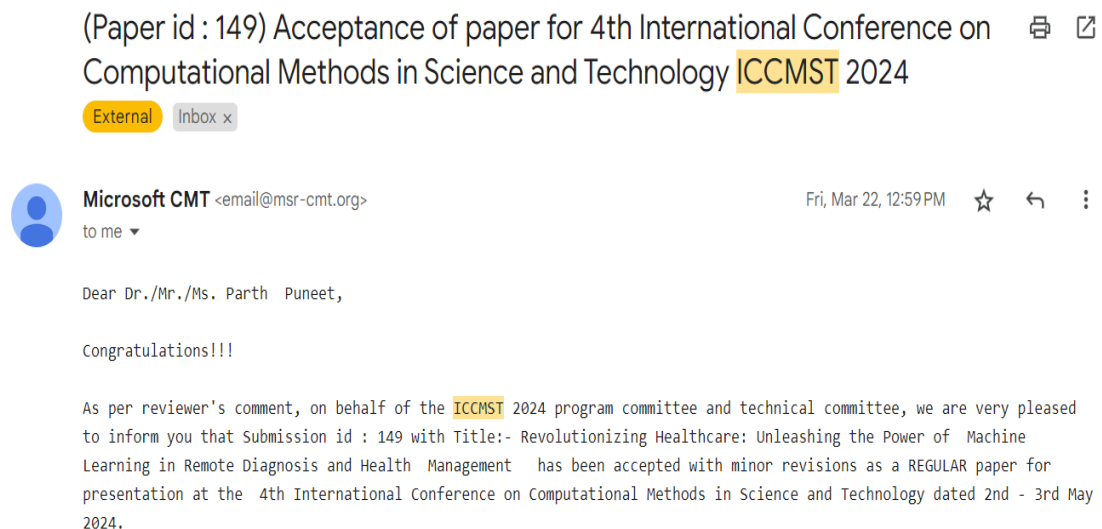 (Paper id : 149) Acceptance of paper for 4th International Conference on
Computational Methods in Science and Technology ICCMST 2024
External Inbox x
Microsoft CMT <email@msr-cmt.org> Fri, Mar 22, 12:59 PM
to me
Dear Dr./Mr./Ms. Parth  Puneet,
Congratulations!!!
As per reviewer's comment, on behalf of the ICCMST 2024 program committee and technical committee, we are very pleased
to inform you that Submission id : 149 with Title:- Revolutionizing Healthcare: Unleashing the Power of  Machine
Learning in Remote Diagnosis and Health  Management   has been accepted with minor revisions as a REGULAR paper for
presentation at the  4th International Conference on Computational Methods in Science and Technology dated 2nd - 3rd May
2024.